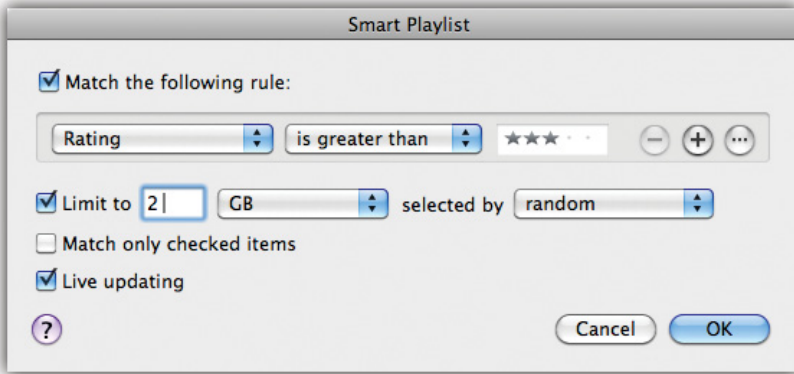 Smart Playlist
Match the following rule:
Rating is greater than ★★★ · ·
Limit to 2 GB selected by random
Match only checked items
Live updating
? Cancel OK